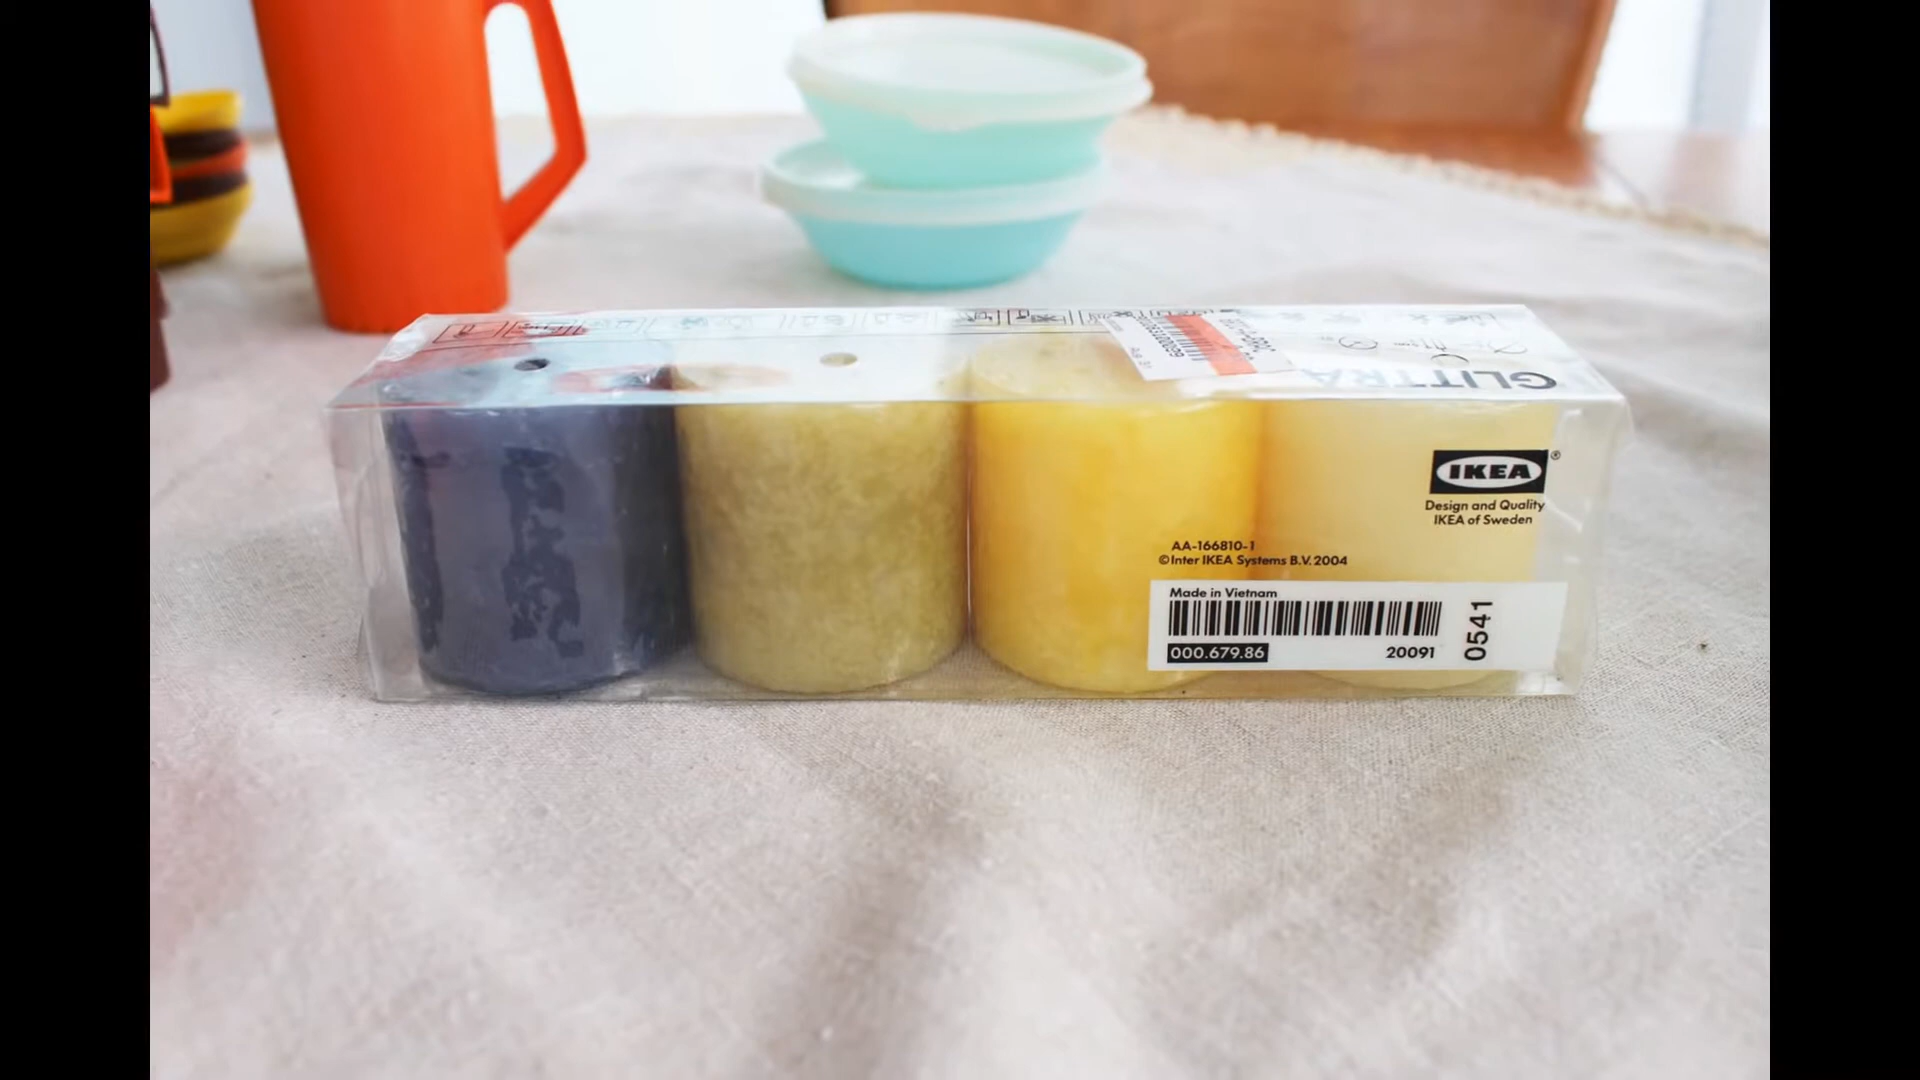 GLITTRA
IKEA®
Design and Quality
IKEA of Sweden
AA-166810-1
©Inter IKEA Systems B.V. 2004
Made in Vietnam
000.679.86
20091
0541